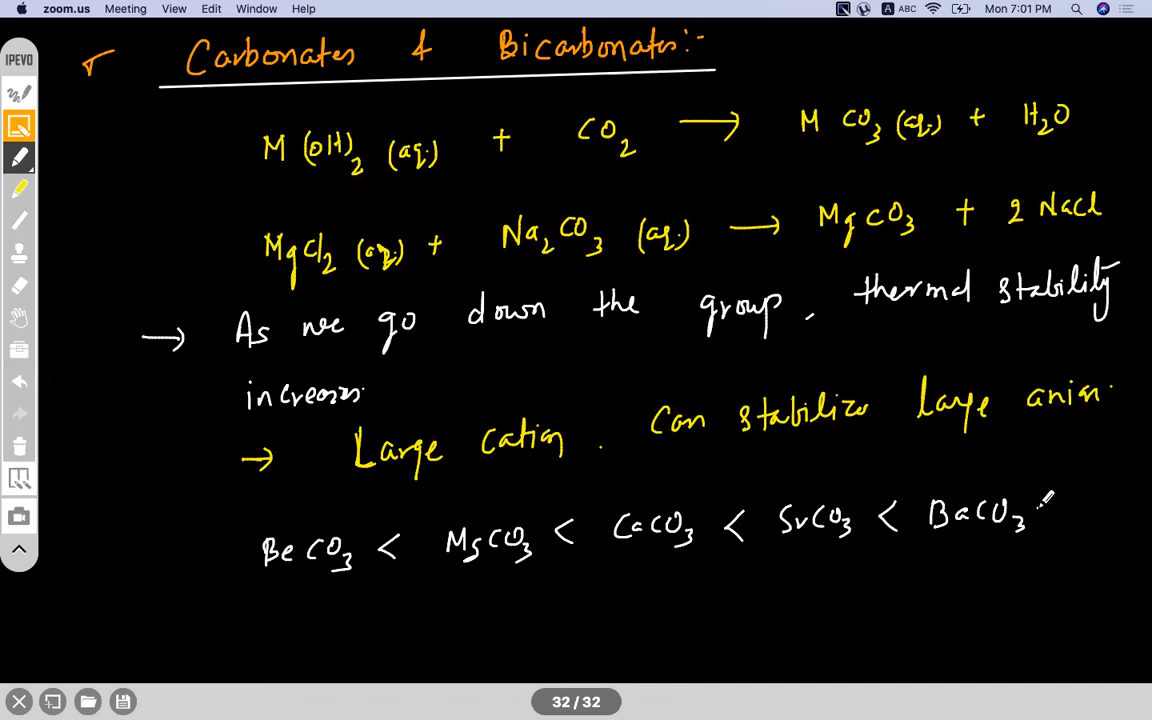 zoom.us Meeting View Edit Window Help A ABC Mon 7:01 PM
IPEVO
Carbonates & Bicarbonates:-
M(OH)₂ (aq.) + CO₂ → MCO₃ (aq.) + H₂O
MgCl₂ (aq.) + Na₂CO₃ (aq.) → MgCO₃ + 2 NaCl
→ As we go down the group, thermal stability
increases.
→ Large cation. Can stabilize large anion.
BeCO₃ < MgCO₃ < CaCO₃ < SrCO₃ < BaCO₃
32/32